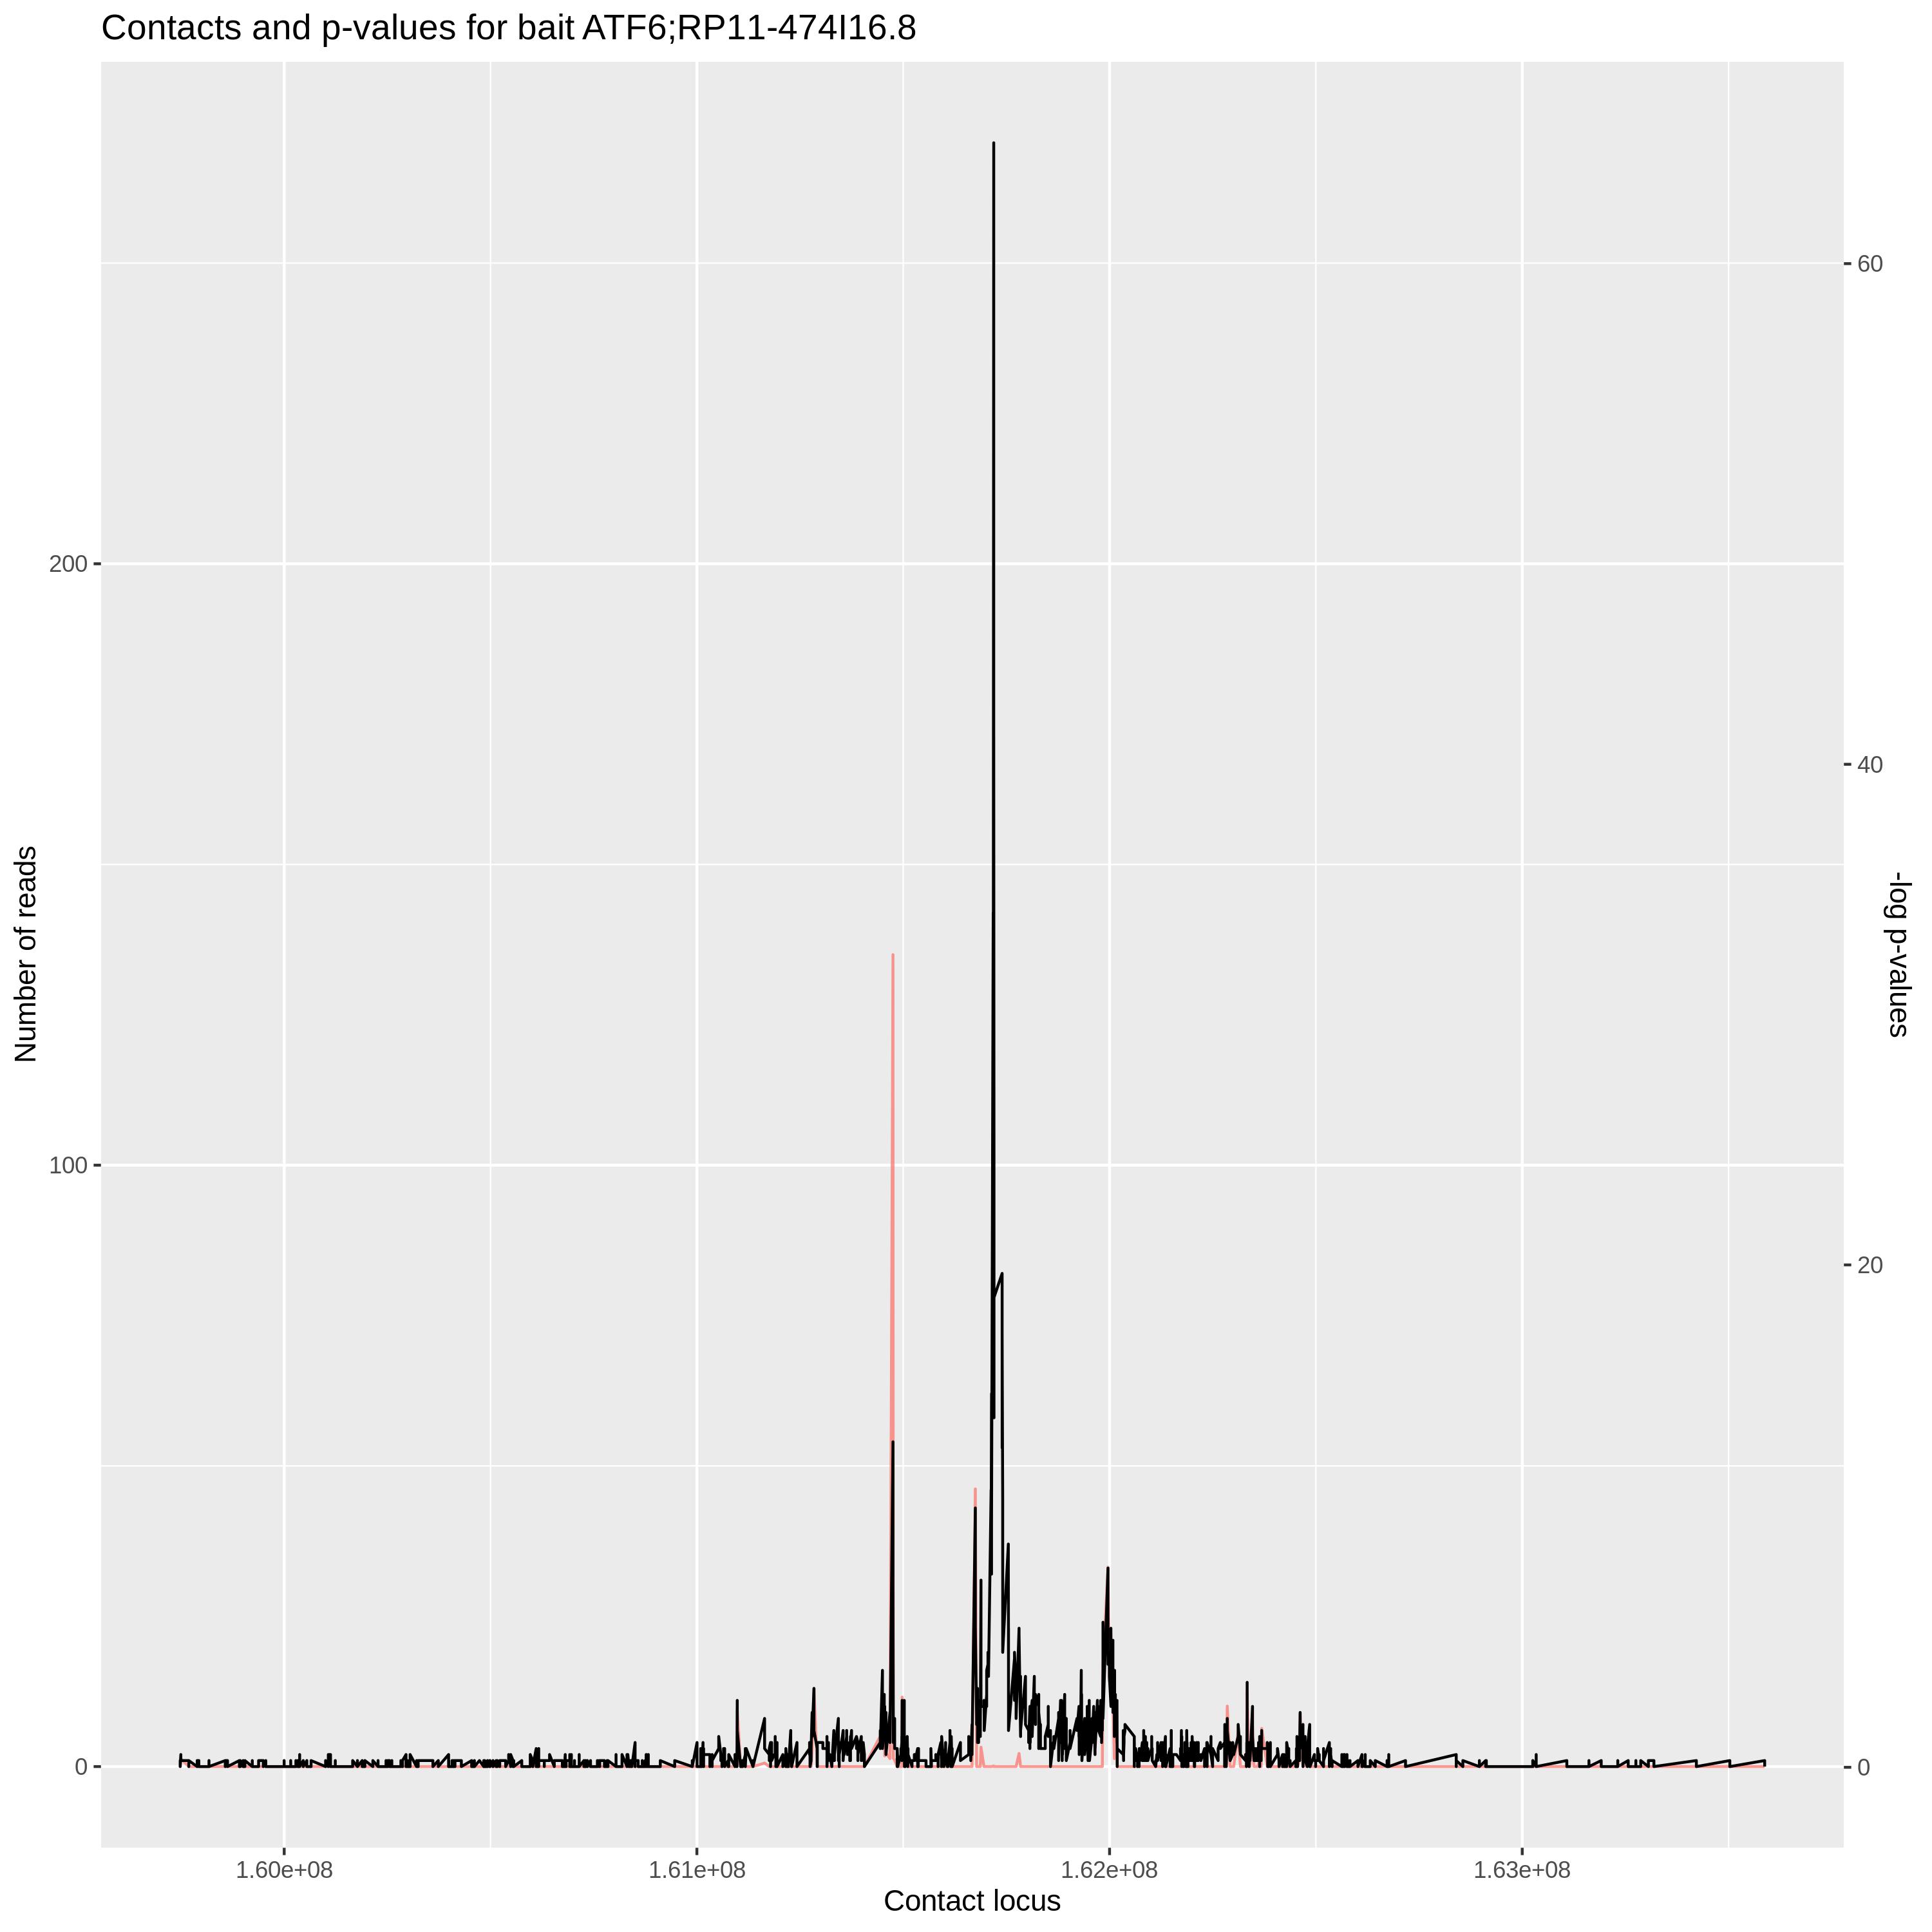 Contacts and p-values for bait ATF6;RP11-474I16.8
60
200
40
Number of reads
-log p-values
100
20
0
0
1.60e+08
1.61e+08
1.62e+08
1.63e+08
Contact locus